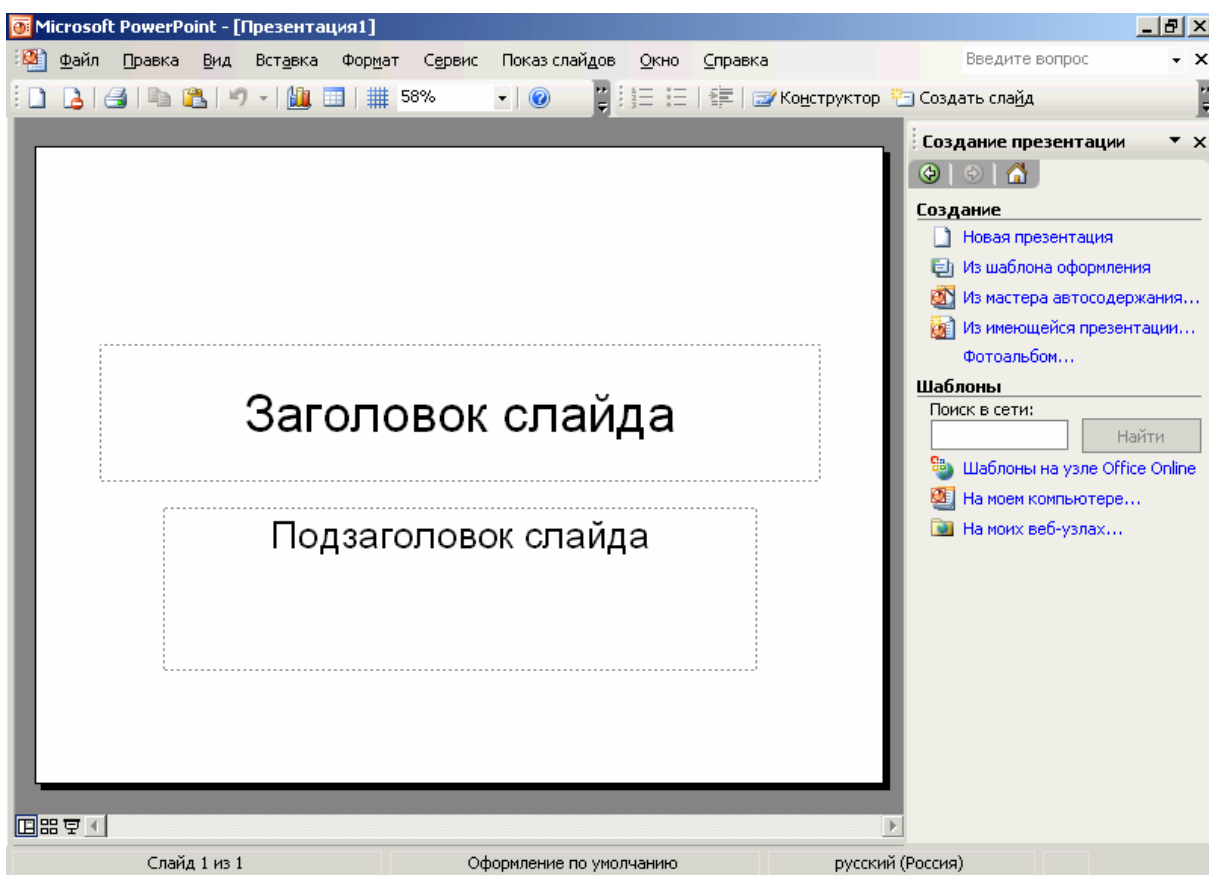 Microsoft PowerPoint - [Презентация1]
Файл Правка Вид Вставка Формат Сервис Показ слайдов Окно Справка Введите вопрос
58% Конструктор Создать слайд
Создание презентации
Создание
Новая презентация
Из шаблона оформления
Из мастера автосодержания...
Из имеющейся презентации...
Фотоальбом...
Шаблоны
Поиск в сети:
Найти
Шаблоны на узле Office Online
На моем компьютере...
На моих веб-узлах...
Заголовок слайда
Подзаголовок слайда
Слайд 1 из 1 Оформление по умолчанию русский (Россия)